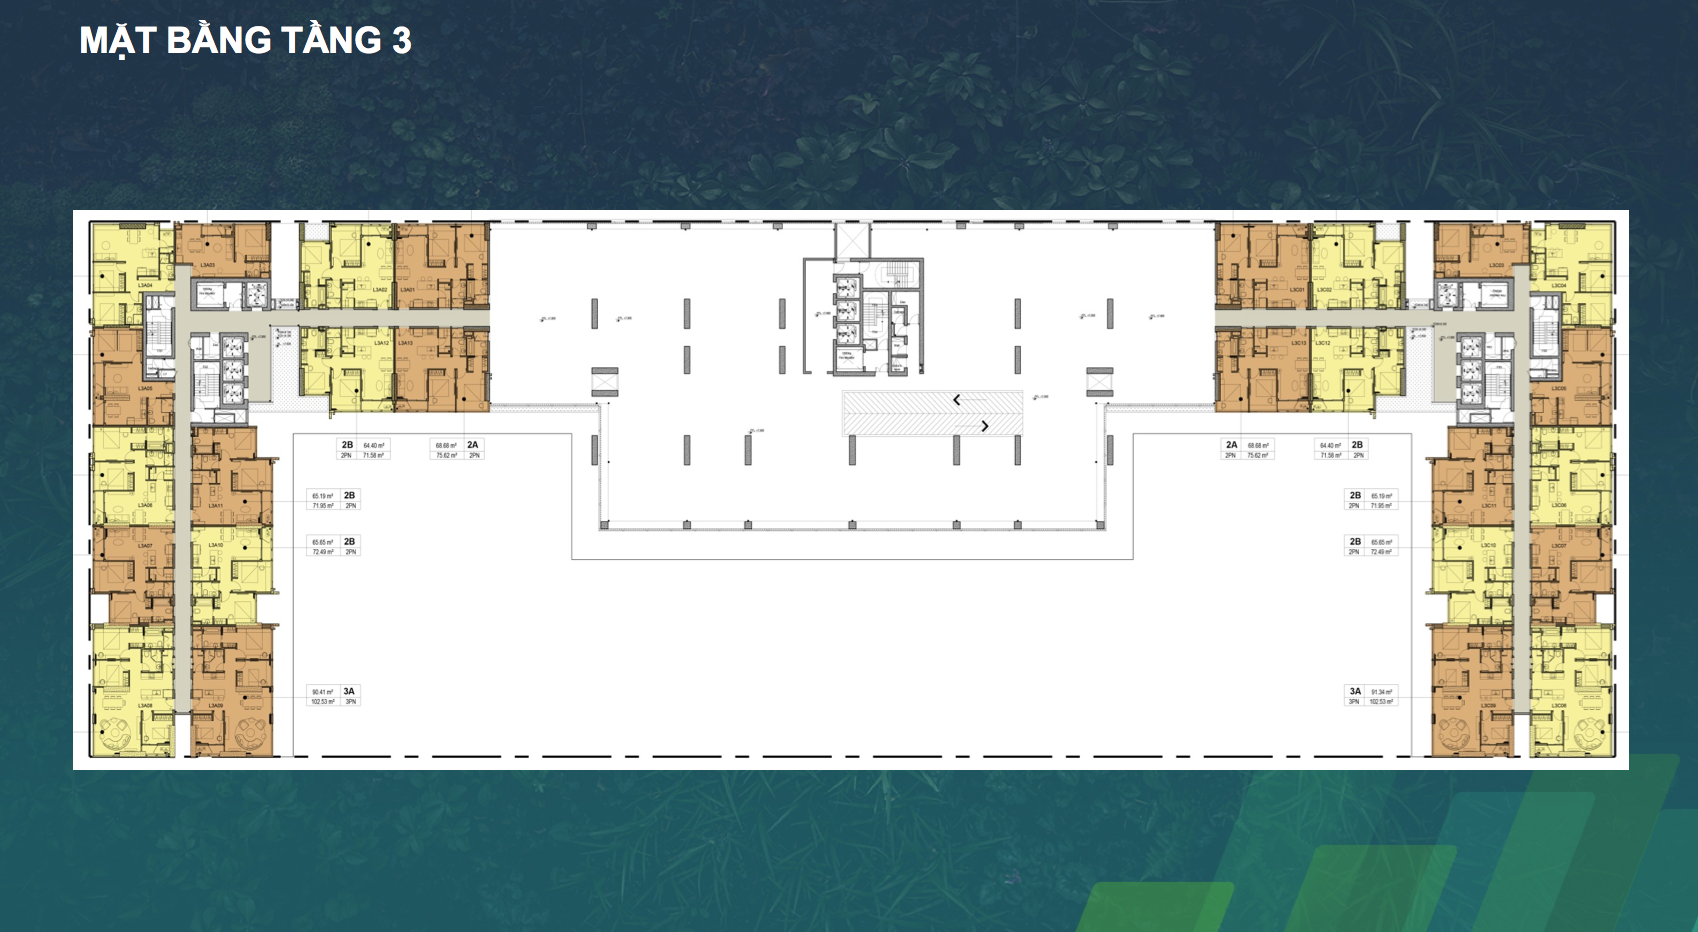 MẶT BẰNG TẦNG 3
L3A03
L3A04
L3A02
L3A01
L3C01
L3C02
L3C03
L3C04
L3A12
L3A13
L3C13
L3C12
L3A05
L3C05
2B 64.40 m²
2PN 71.58 m²
68.68 m² 2A
75.62 m² 2PN
2A 68.68 m²
2PN 75.62 m²
64.40 m² 2B
71.58 m² 2PN
L3A06
L3A11
65.19 m² 2B
71.95 m² 2PN
2B 65.19 m²
2PN 71.95 m²
L3C11
L3C06
L3A07
L3A10
65.65 m² 2B
72.49 m² 2PN
2B 65.65 m²
2PN 72.49 m²
L3C10
L3C07
L3A08
L3A09
90.41 m² 3A
102.53 m² 3PN
3A 91.34 m²
3PN 102.53 m²
L3C09
L3C08